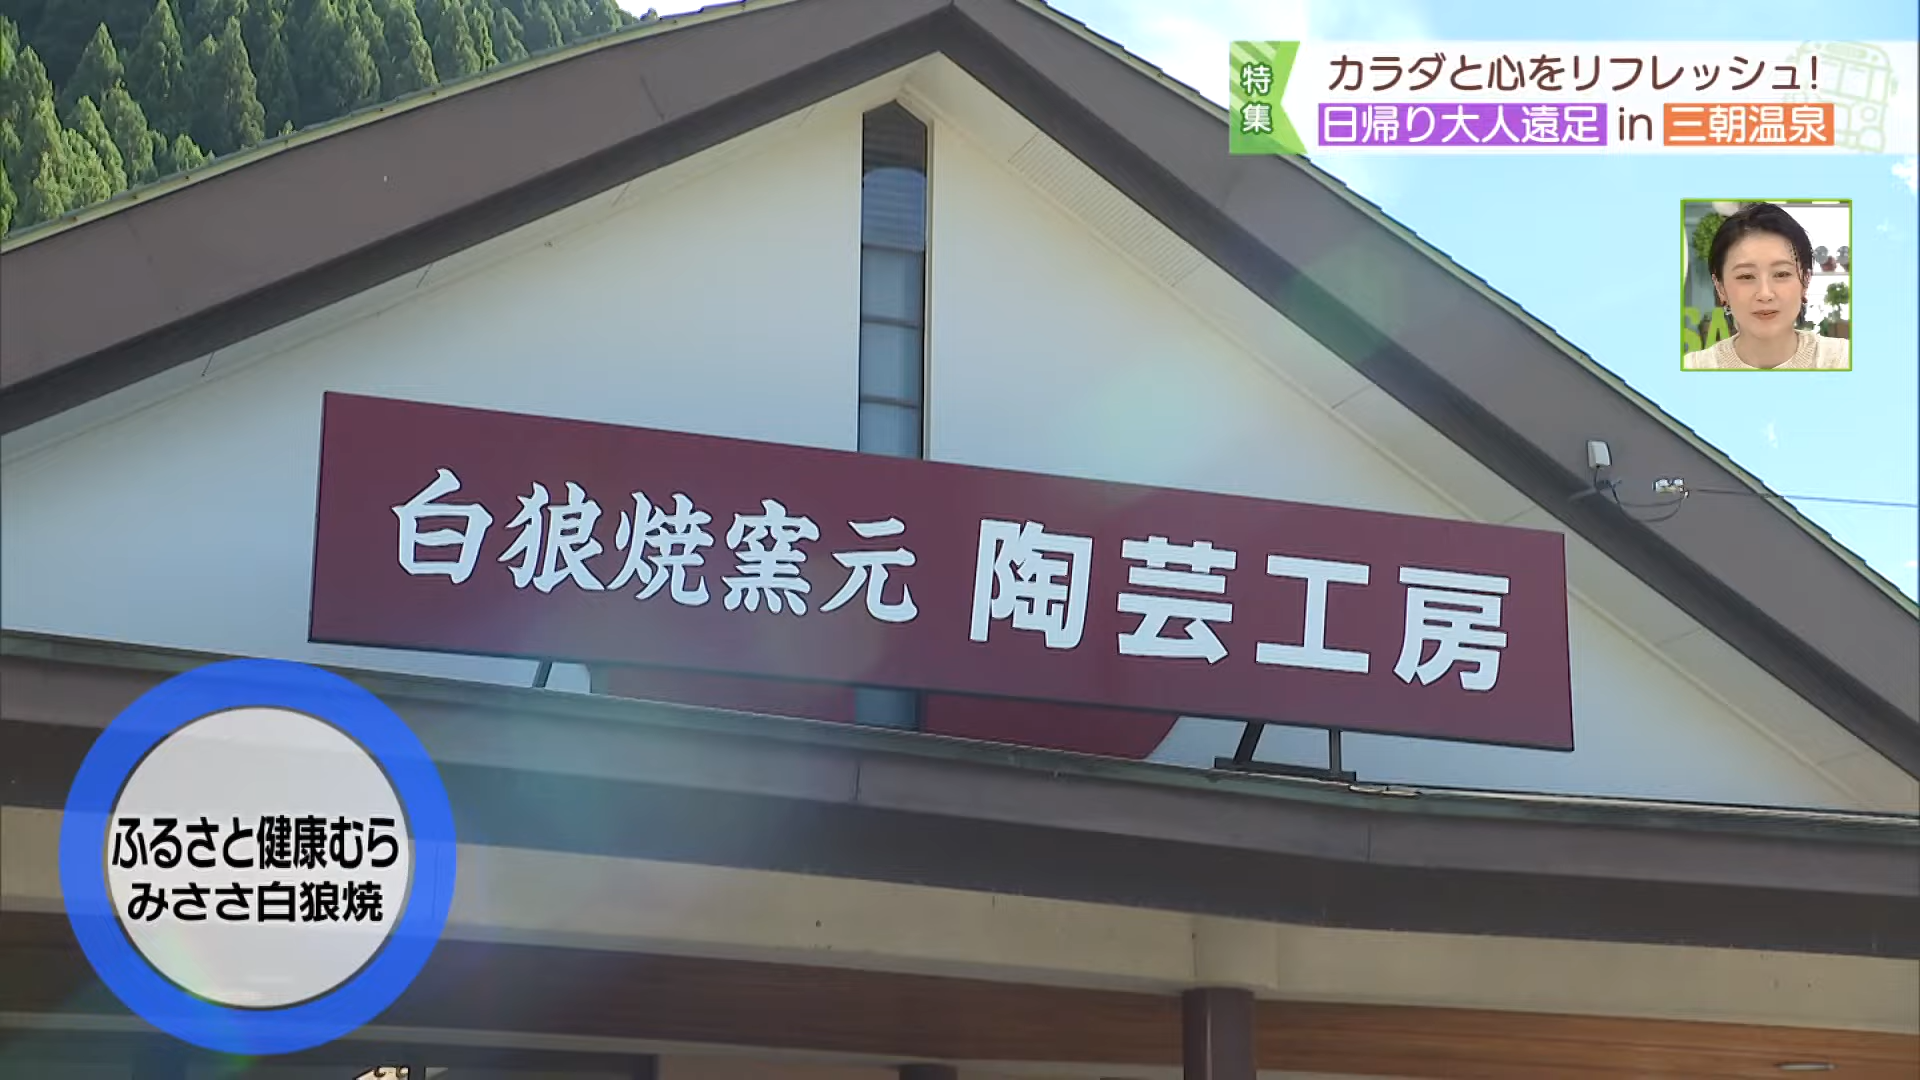 特集
カラダと心をリフレッシュ!
日帰り大人遠足 in 三朝温泉
SA
白狼焼窯元 陶芸工房
ふるさと健康むら
みささ白狼焼